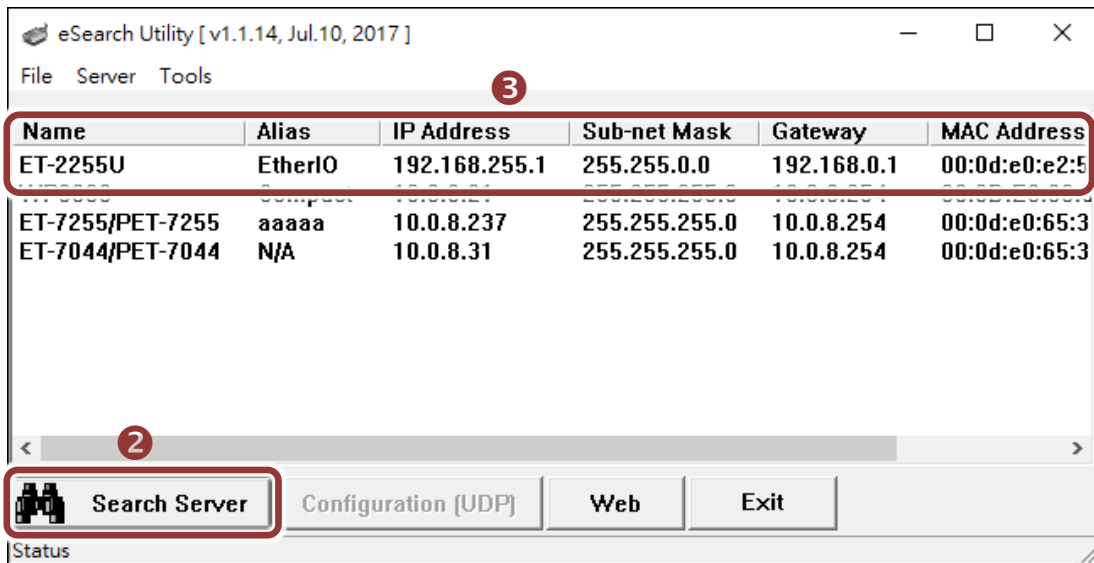 eSearch Utility [ v1.1.14, Jul.10, 2017 ]
File Server Tools
3
Name Alias IP Address Sub-net Mask Gateway MAC Address
ET-2255U EtherIO 192.168.255.1 255.255.0.0 192.168.0.1 00:0d:e0:e2:5
ET-7255/PET-7255 aaaaa 10.0.8.237 255.255.255.0 10.0.8.254 00:0d:e0:65:3
ET-7044/PET-7044 N/A 10.0.8.31 255.255.255.0 10.0.8.254 00:0d:e0:65:3
2
Search Server Configuration (UDP) Web Exit
Status